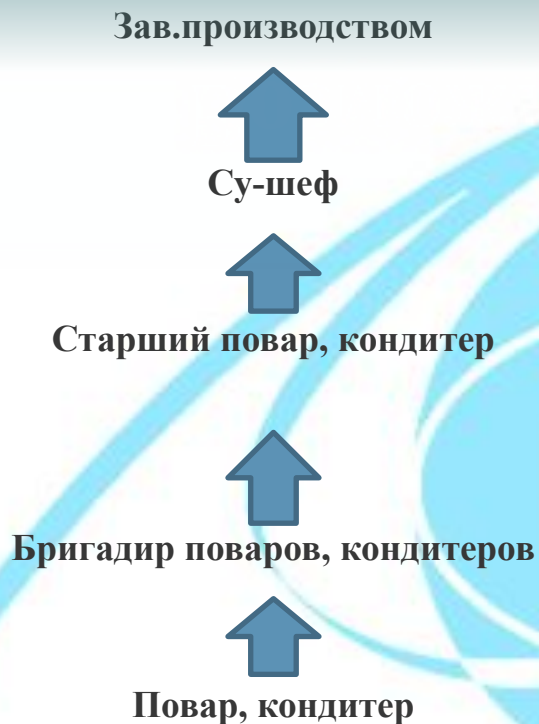 Зав.производством
Су-шеф
Старший повар, кондитер
Бригадир поваров, кондитеров
Повар, кондитер